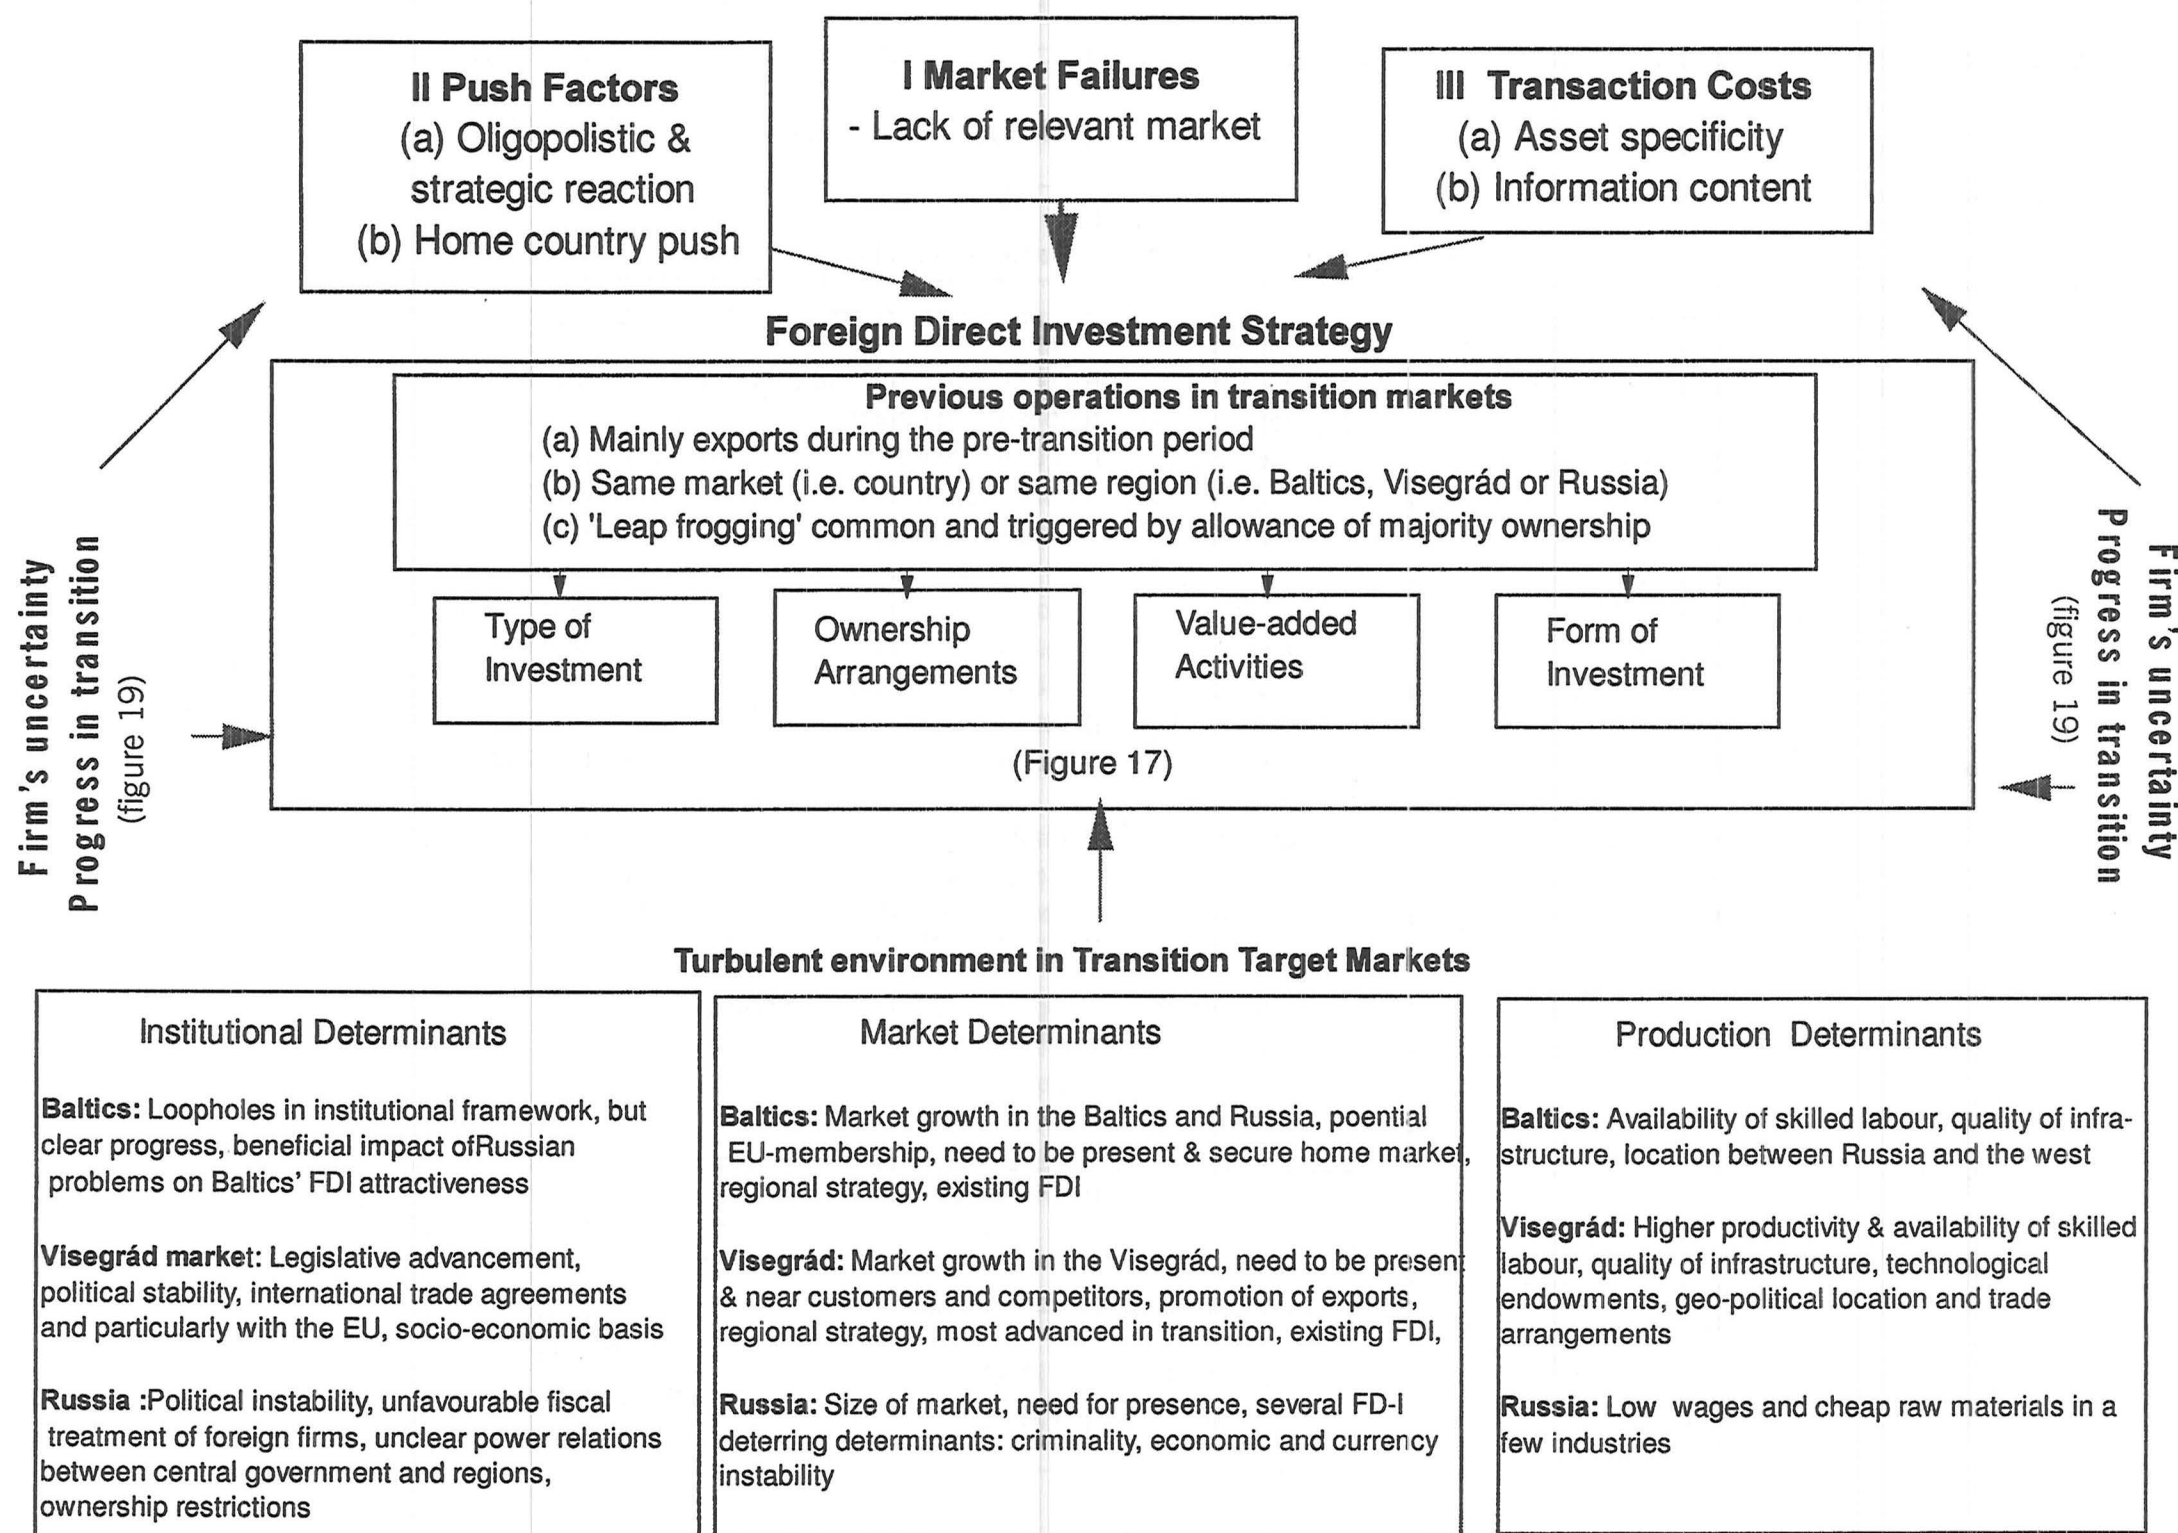 II Push Factors
(a) Oligopolistic &
strategic reaction
(b) Home country push
I Market Failures
- Lack of relevant market
III Transaction Costs
(a) Asset specificity
(b) Information content
Foreign Direct Investment Strategy
Previous operations in transition markets
(a) Mainly exports during the pre-transition period
(b) Same market (i.e. country) or same region (i.e. Baltics, Visegrád or Russia)
(c) 'Leap frogging' common and triggered by allowance of majority ownership
Type of
Investment
Ownership
Arrangements
Value-added
Activities
Form of
Investment
(Figure 17)
Firm's uncertainty
Progress in transition
(figure 19)
Firm's uncertainty
Progress in transition
(figure 19)
Turbulent environment in Transition Target Markets
Institutional Determinants
Baltics: Loopholes in institutional framework, but
clear progress, beneficial impact ofRussian
problems on Baltics' FDI attractiveness
Visegrád market: Legislative advancement,
political stability, international trade agreements
and particularly with the EU, socio-economic basis
Russia :Political instability, unfavourable fiscal
treatment of foreign firms, unclear power relations
between central government and regions,
ownership restrictions
Market Determinants
Baltics: Market growth in the Baltics and Russia, poential
EU-membership, need to be present & secure home market,
regional strategy, existing FDI
Visegrád: Market growth in the Visegrád, need to be present
& near customers and competitors, promotion of exports,
regional strategy, most advanced in transition, existing FDI,
Russia: Size of market, need for presence, several FD-I
deterring determinants: criminality, economic and currency
instability
Production Determinants
Baltics: Availability of skilled labour, quality of infra-
structure, location between Russia and the west
Visegrád: Higher productivity & availability of skilled
labour, quality of infrastructure, technological
endowments, geo-political location and trade
arrangements
Russia: Low wages and cheap raw materials in a
few industries